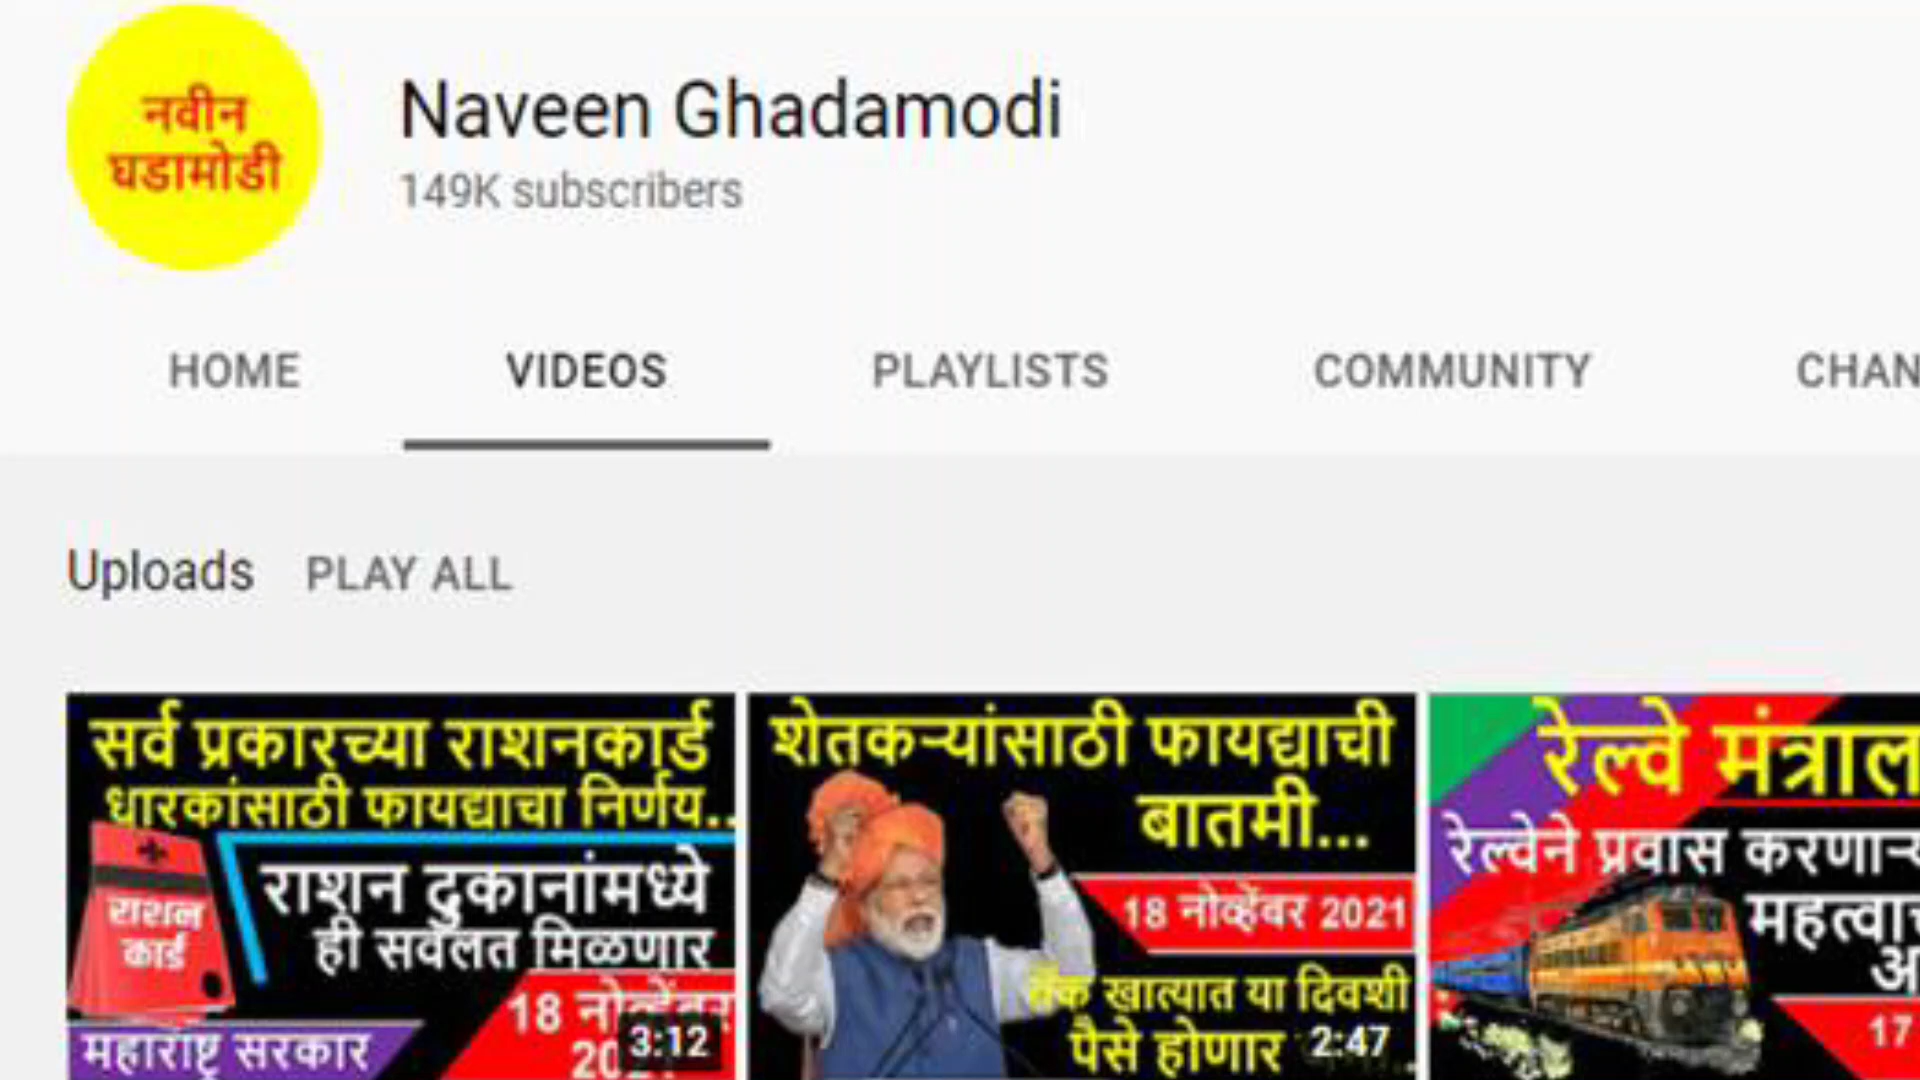 नवीन
घडामोडी
Naveen Ghadamodi
149K subscribers
HOME VIDEOS PLAYLISTS COMMUNITY CHAN
Uploads PLAY ALL
सर्व प्रकारच्या राशनकार्ड
धारकांसाठी फायद्याचा निर्णय..
राशन कार्ड
राशन दुकानांमध्ये
ही सवलत मिळणार
18 नोव्हेंबर
3:12
महाराष्ट्र सरकार
शेतकऱ्यांसाठी फायद्याची
बातमी...
18 नोव्हेंबर 2021
खात्यात या दिवशी
पैसे होणार 2:47
रेल्वे मंत्राल
रेल्वेने प्रवास
17